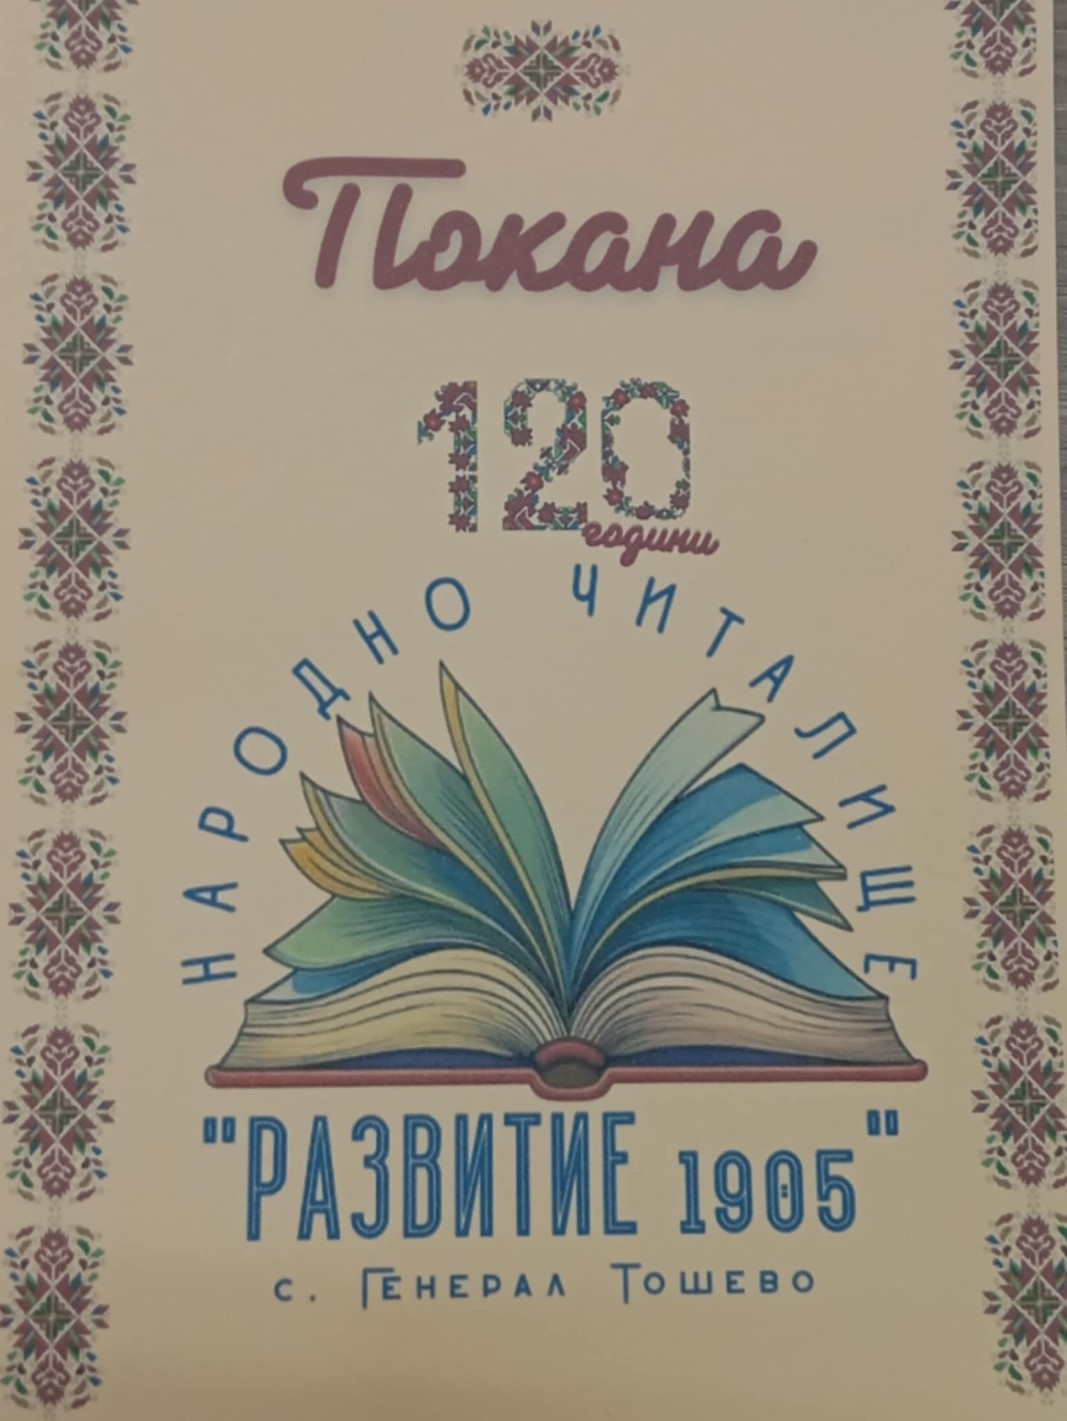 Покана
120
години
НАРОДНО ЧИТАЛИЩЕ
"РАЗВИТИЕ 1905"
с. Генерал Тошево